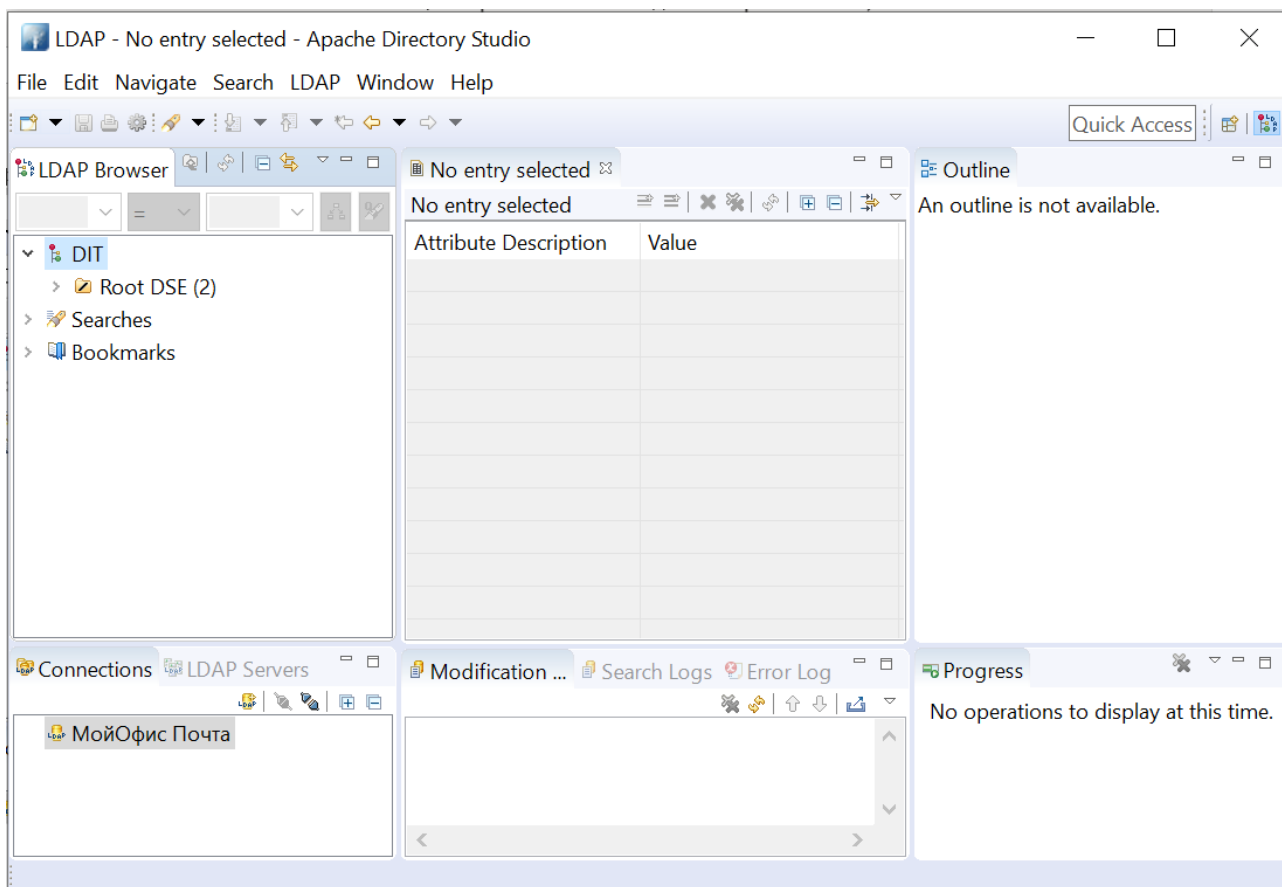 LDAP - No entry selected - Apache Directory Studio
File Edit Navigate Search LDAP Window Help
Quick Access
LDAP Browser
=
DIT
Root DSE (2)
Searches
Bookmarks
No entry selected
No entry selected
Attribute Description Value
Outline
An outline is not available.
Connections LDAP Servers
МойОфис Почта
Modification ... Search Logs Error Log
Progress
No operations to display at this time.